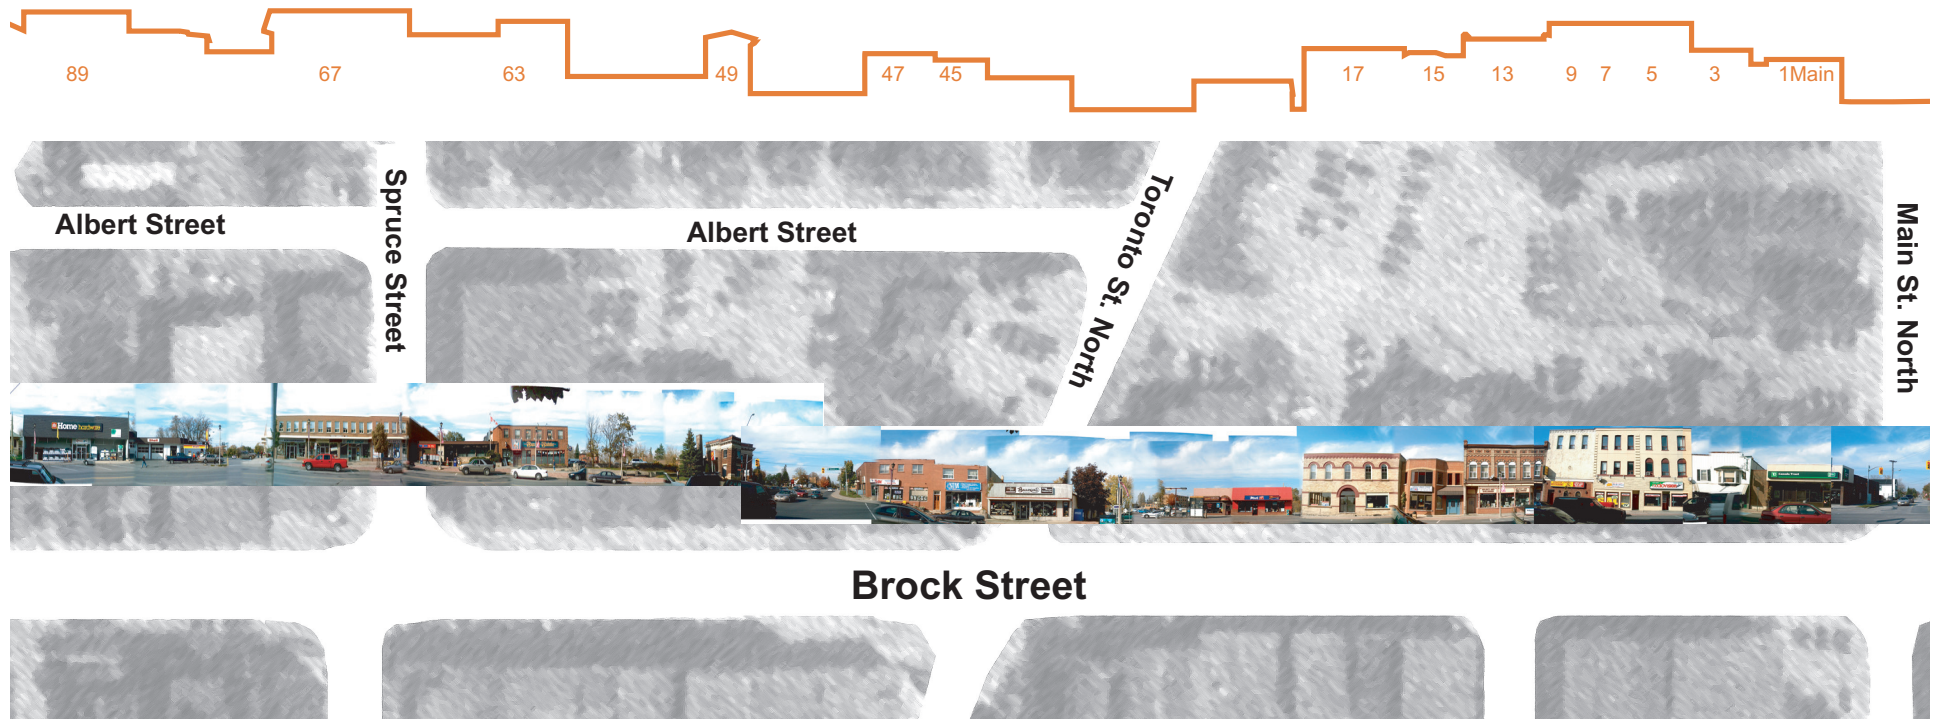 89 67 63 49 47 45 17 15 13 9 7 5 3 1Main
Spruce Street
Toronto St. North
Main St. North
Albert Street
Albert Street
Home hardware
Brock Street